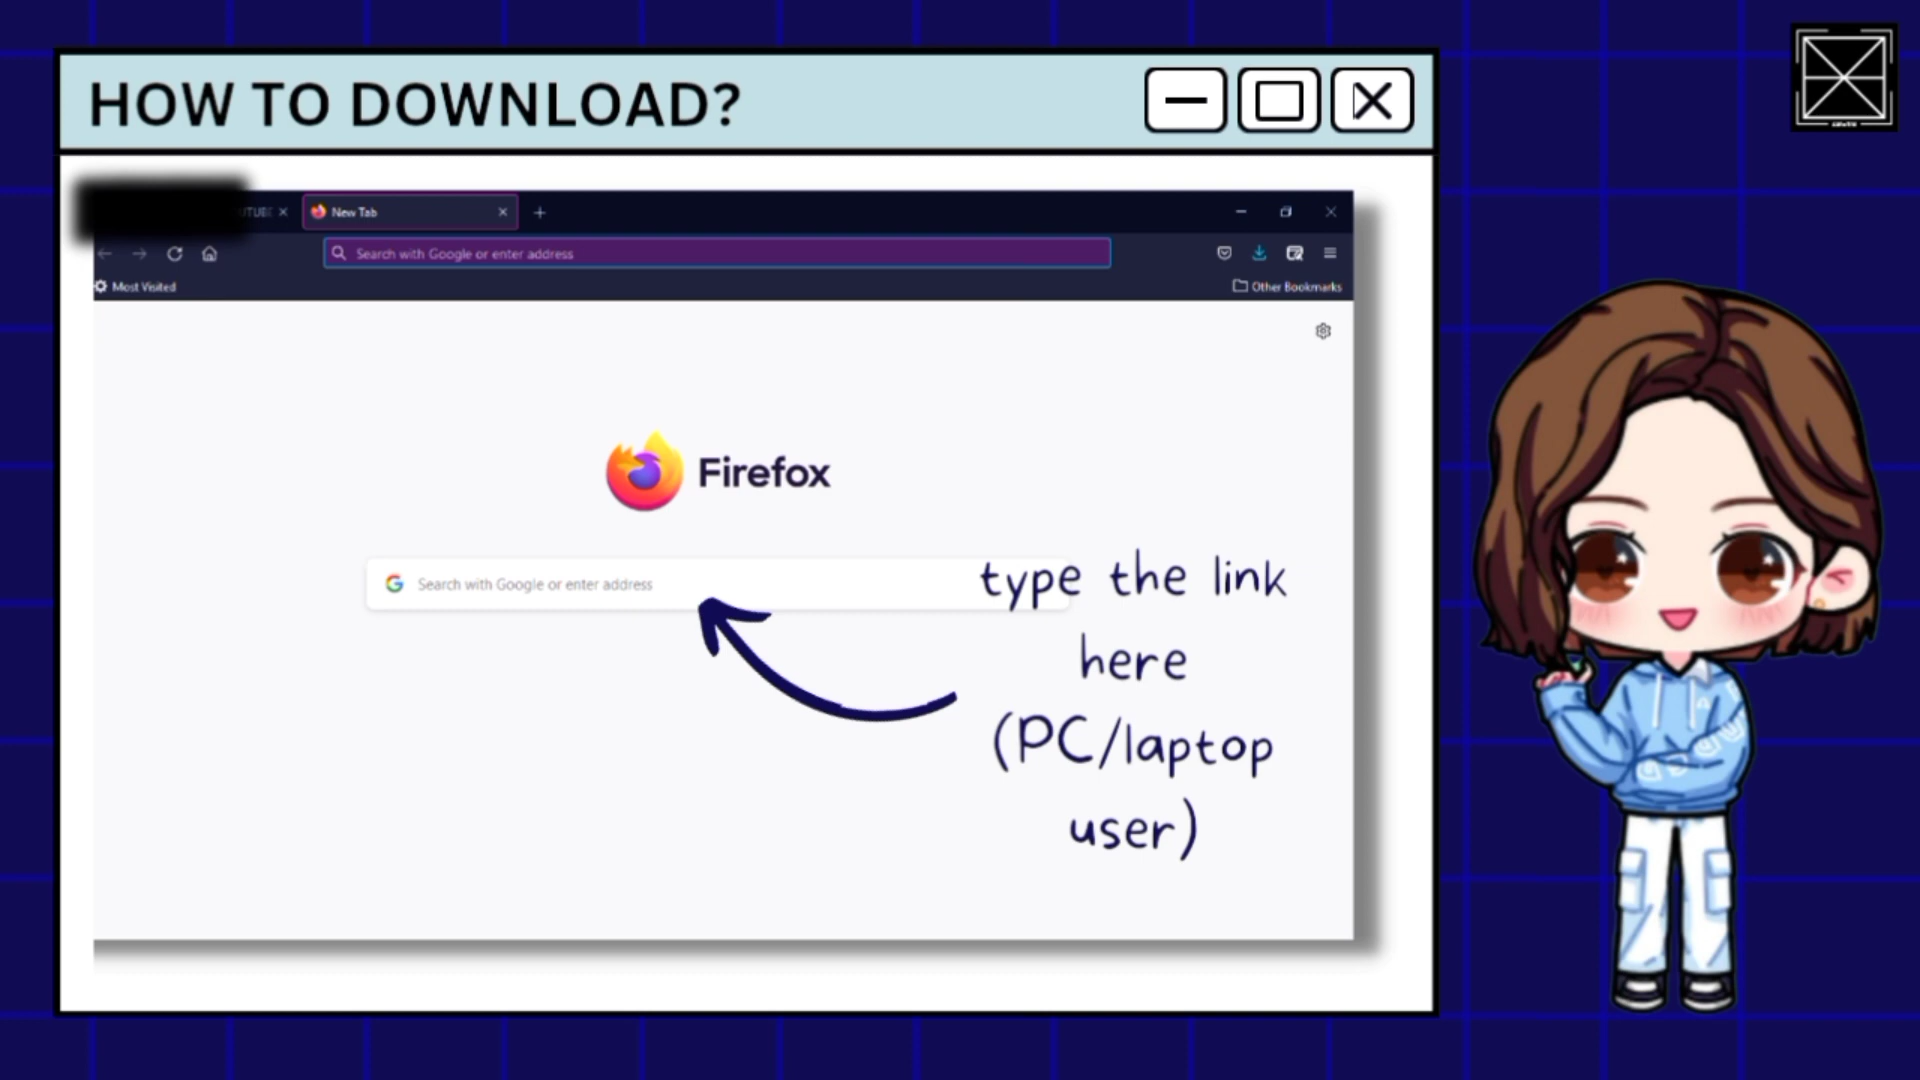 HOW TO DOWNLOAD?
New Tab
Search with Google or enter address
Most Visited
Other Bookmarks
Firefox
Search with Google or enter address
type the link
here
(PC/laptop
user)